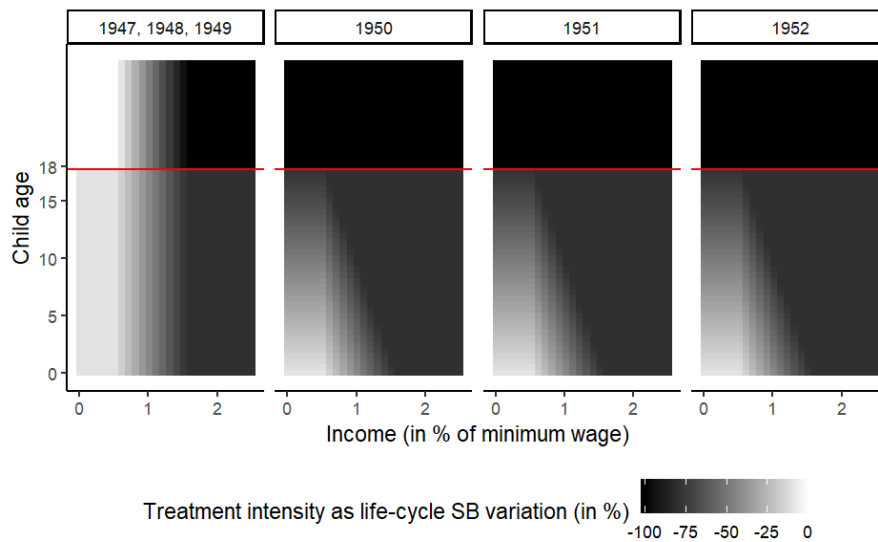 1947, 1948, 1949
1950
1951
1952
Child age
18
15
10
5
0
0 1 2
0 1 2
0 1 2
0 1 2
Income (in % of minimum wage)
Treatment intensity as life-cycle SB variation (in %)
-100 -75 -50 -25 0